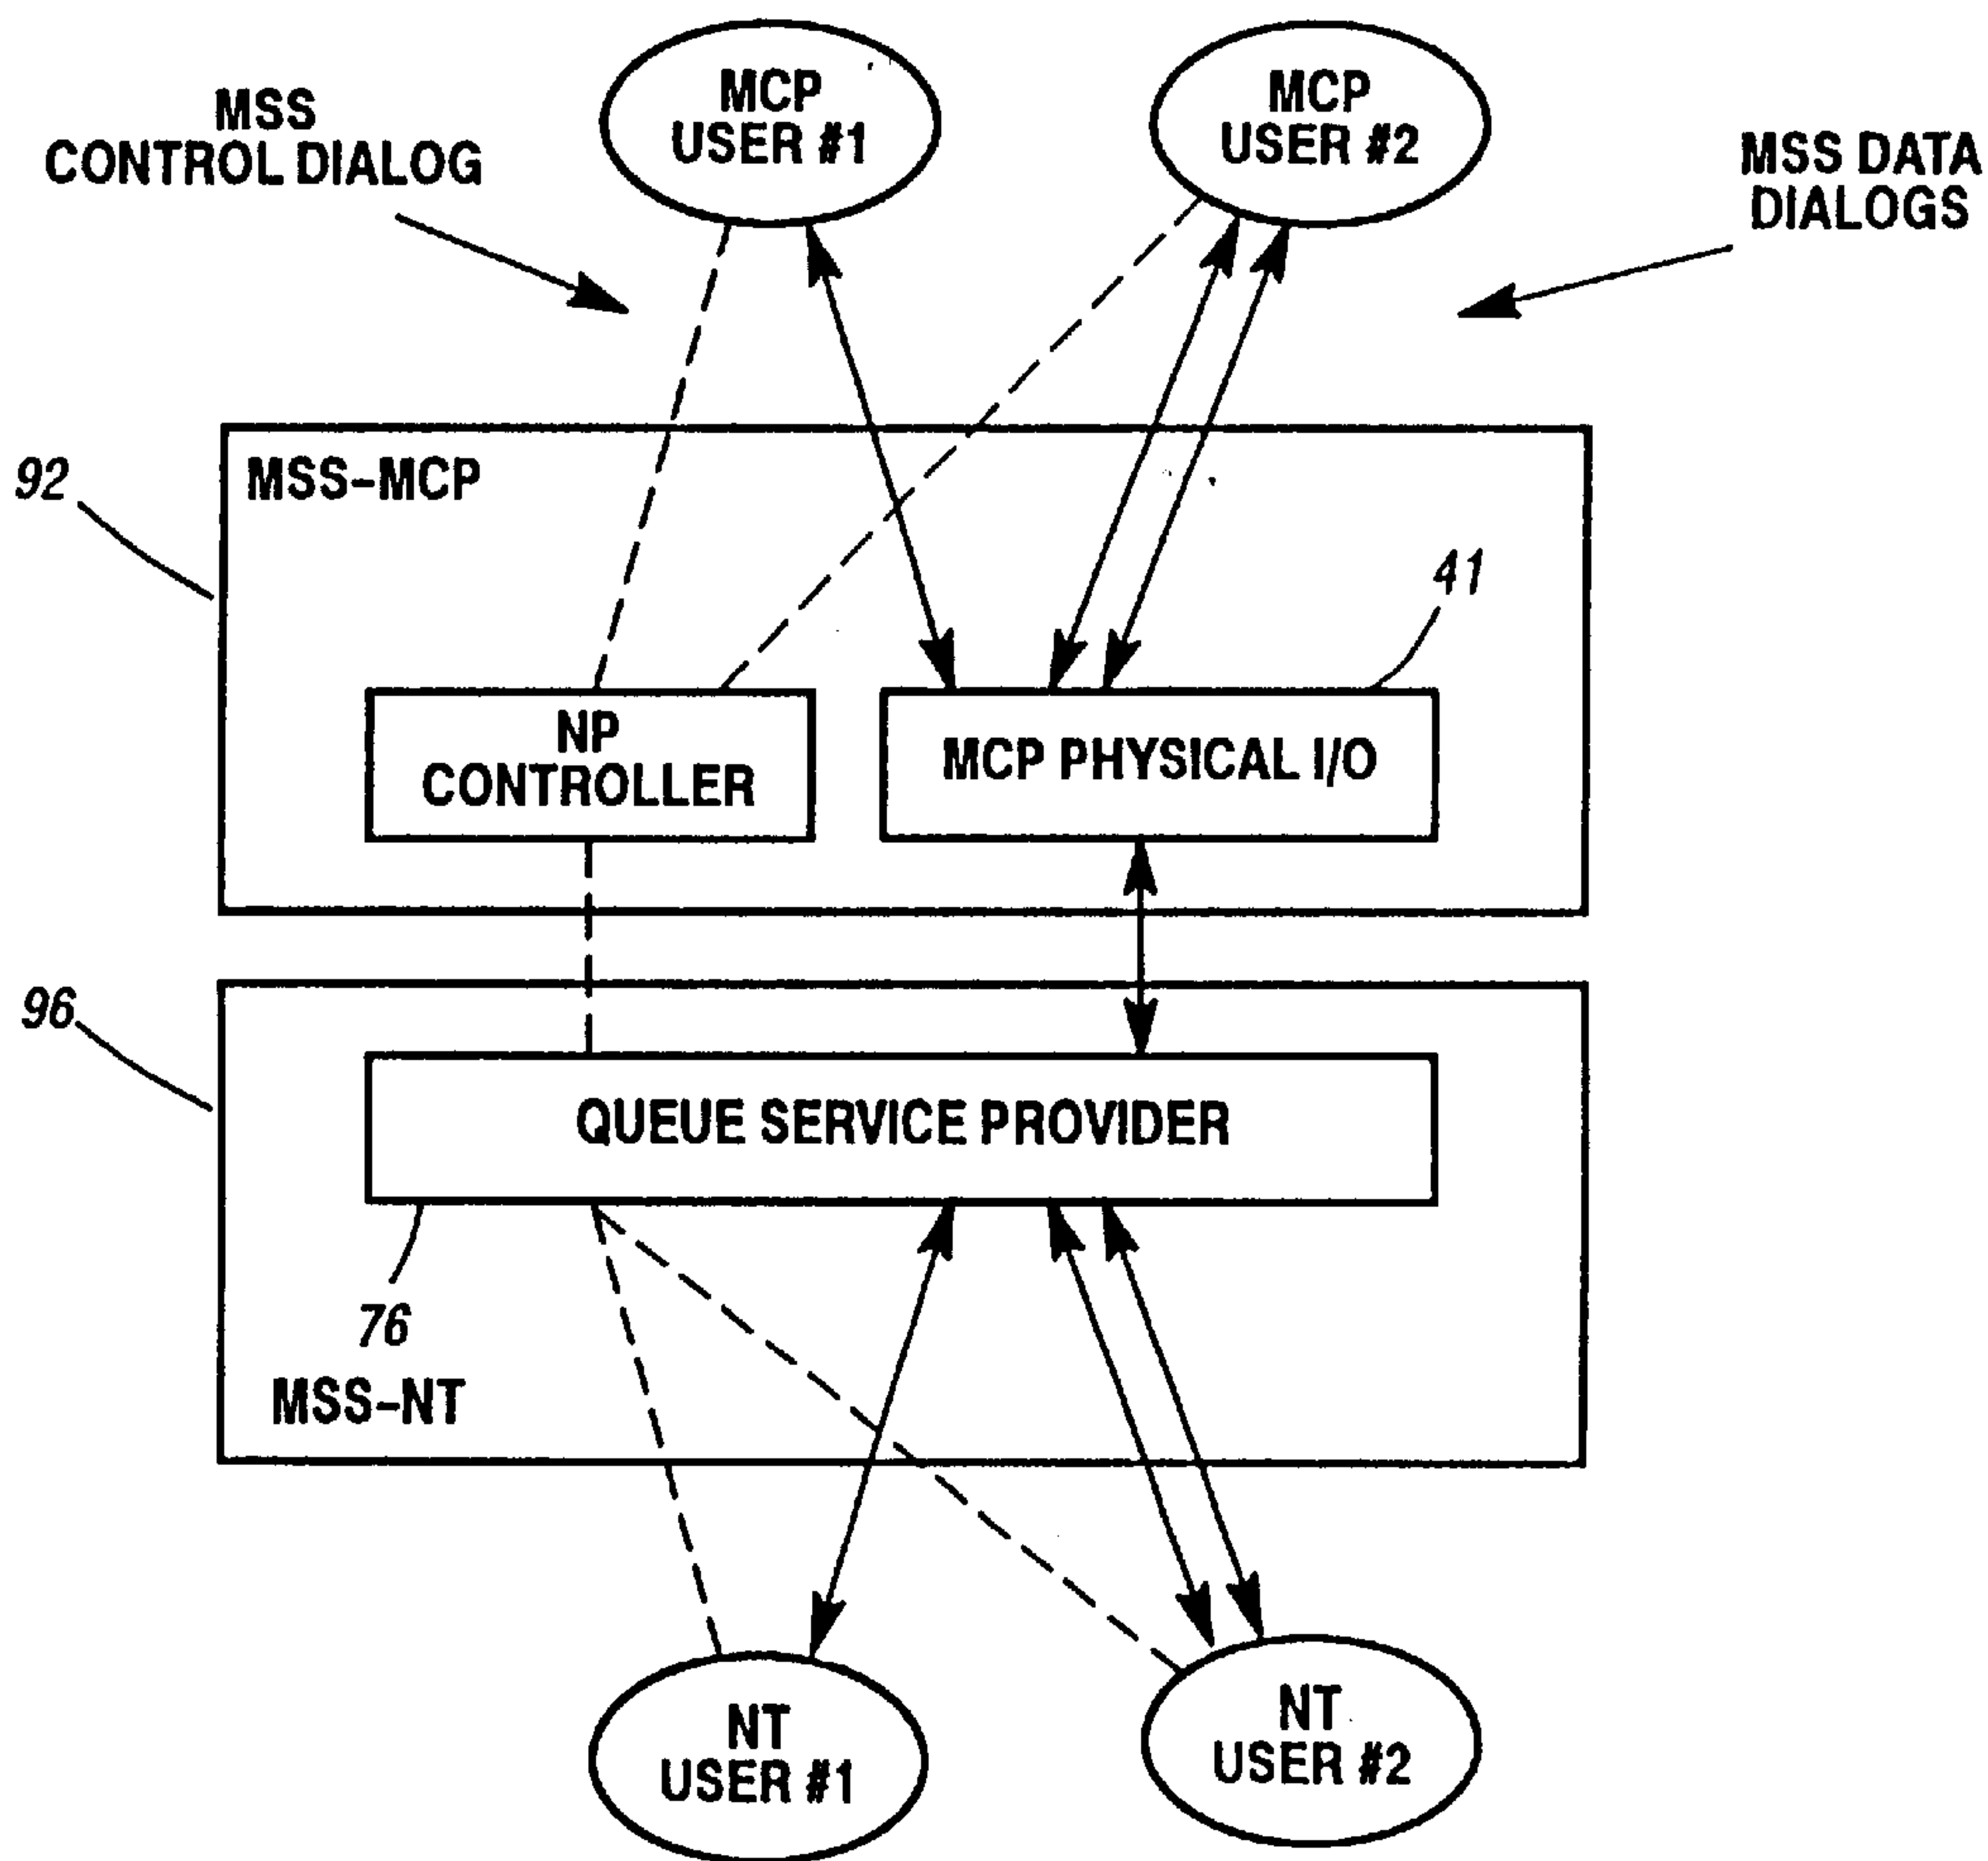 MSS
CONTROL DIALOG
MCP
USER #1
MCP
USER #2
MSS DATA
DIALOGS
92
MSS-MCP
41
NP
CONTROLLER
MCP PHYSICAL I/O
96
QUEUE SERVICE PROVIDER
76
MSS-NT
NT
USER #1
NT
USER #2